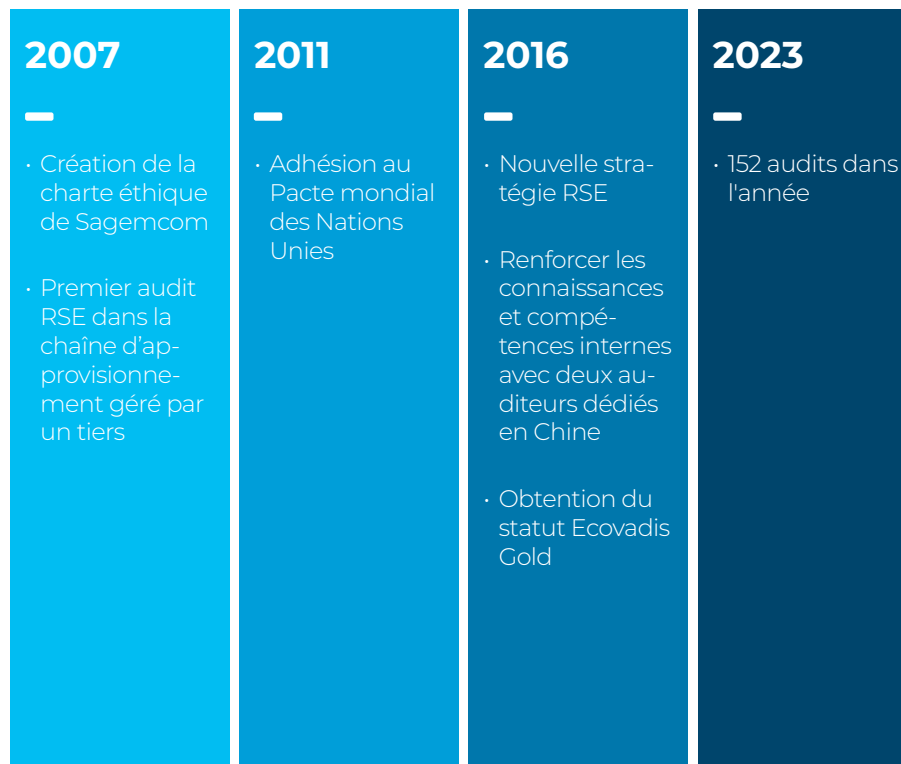 2007
· Création de la
charte éthique
de Sagemcom
· Premier audit
RSE dans la
chaîne d'ap-
provisionne-
ment géré par
un tiers
2011
· Adhésion au
Pacte mondial
des Nations
Unies
2016
· Nouvelle stra-
tégie RSE
· Renforcer les
connaissances
et compé-
tences internes
avec deux au-
diteurs dédiés
en Chine
· Obtention du
statut Ecovadis
Gold
2023
· 152 audits dans
l'année